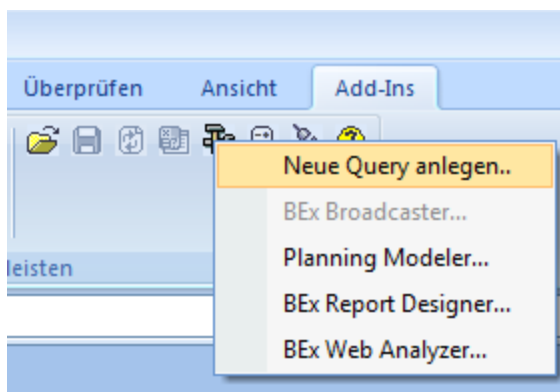 Überprüfen Ansicht Add-Ins
Neue Query anlegen..
BEx Broadcaster...
Planning Modeler...
leisten
BEx Report Designer...
BEx Web Analyzer...